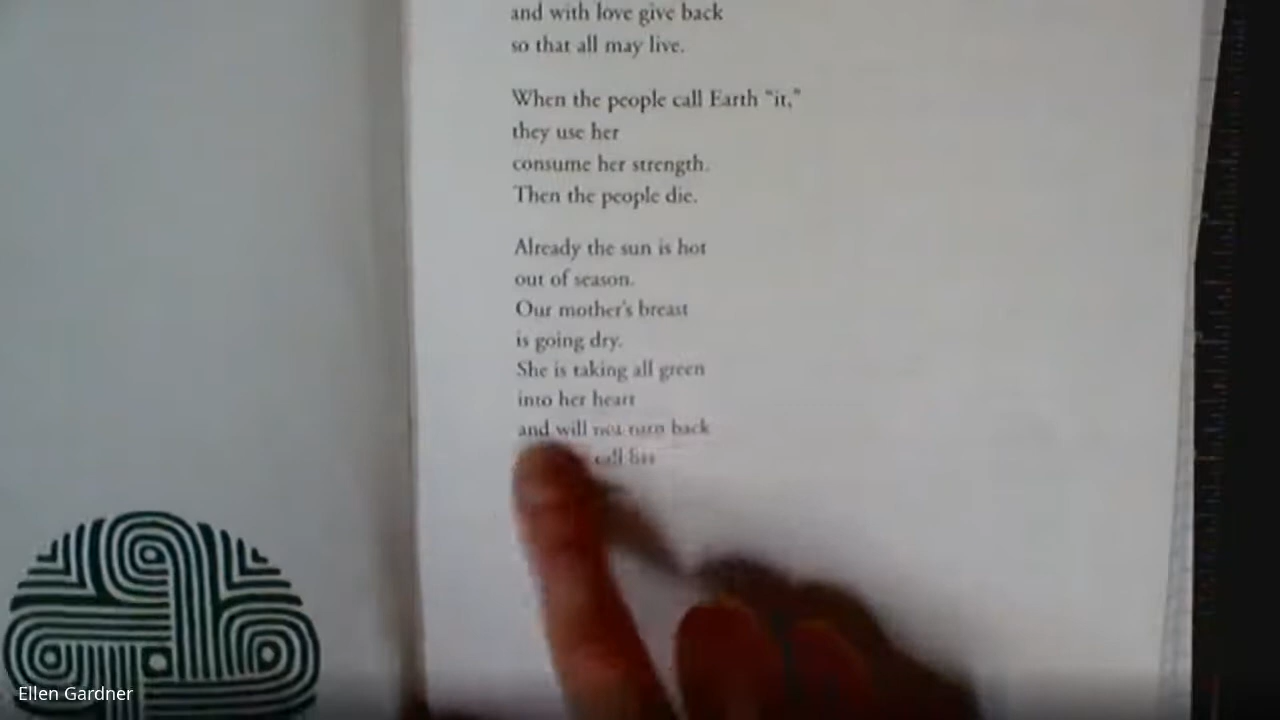 and with love give back
so that all may live.
When the people call Earth "it,"
they use her
consume her strength.
Then the people die.
Already the sun is hot
out of season.
Our mother's breast
is going dry.
She is taking all green
into her heart
and will not turn back
call her
Ellen Gardner